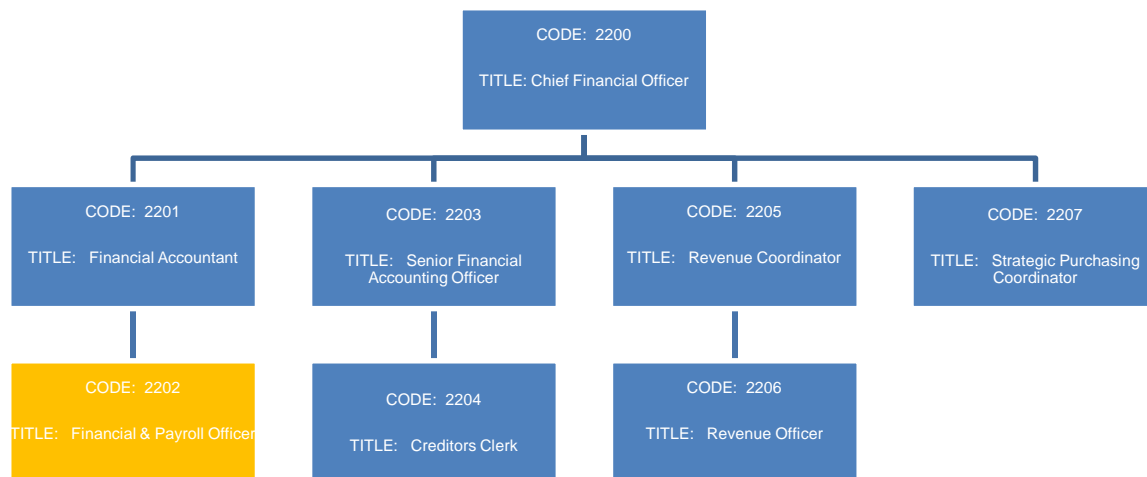 CODE: 2200
TITLE: Chief Financial Officer
CODE: 2201
TITLE: Financial Accountant
CODE: 2203
TITLE: Senior Financial
Accounting Officer
CODE: 2205
TITLE: Revenue Coordinator
CODE: 2207
TITLE: Strategic Purchasing
Coordinator
CODE: 2202
TITLE: Financial & Payroll Officer
CODE: 2204
TITLE: Creditors Clerk
CODE: 2206
TITLE: Revenue Officer